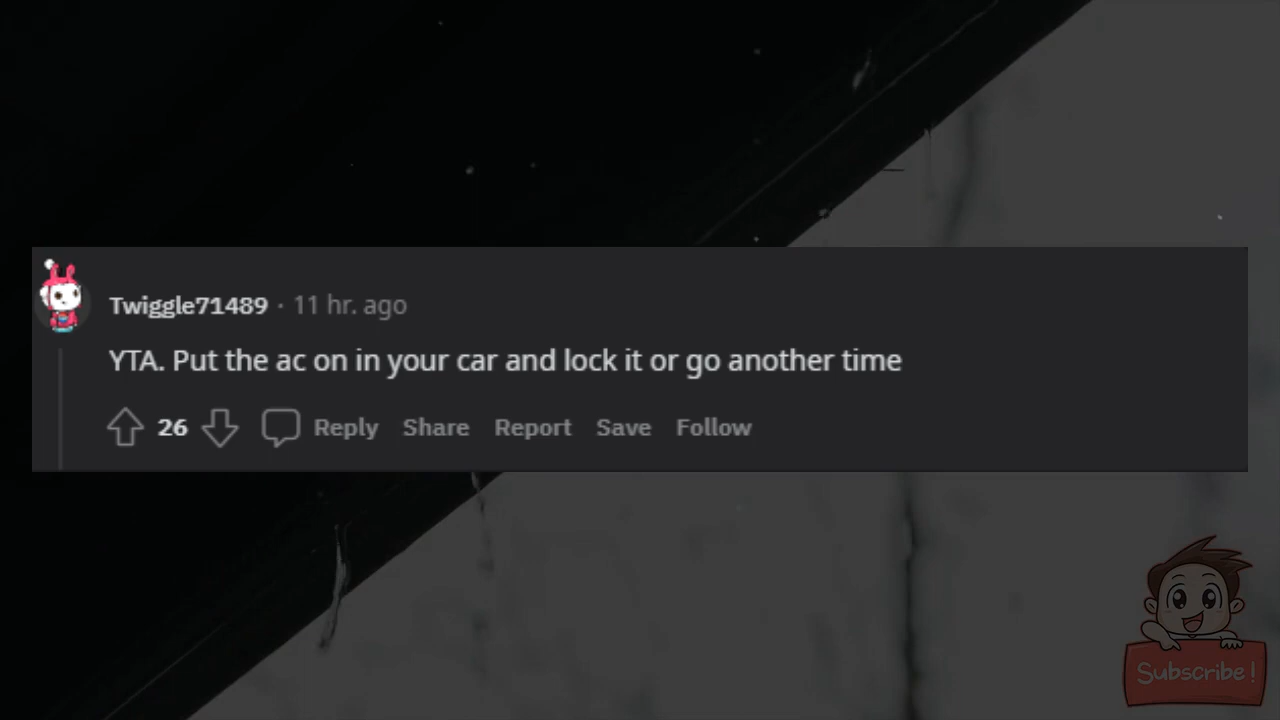 Twiggle71489 · 11 hr. ago
YTA. Put the ac on in your car and lock it or go another time
26 Reply Share Report Save Follow
Subscribe!